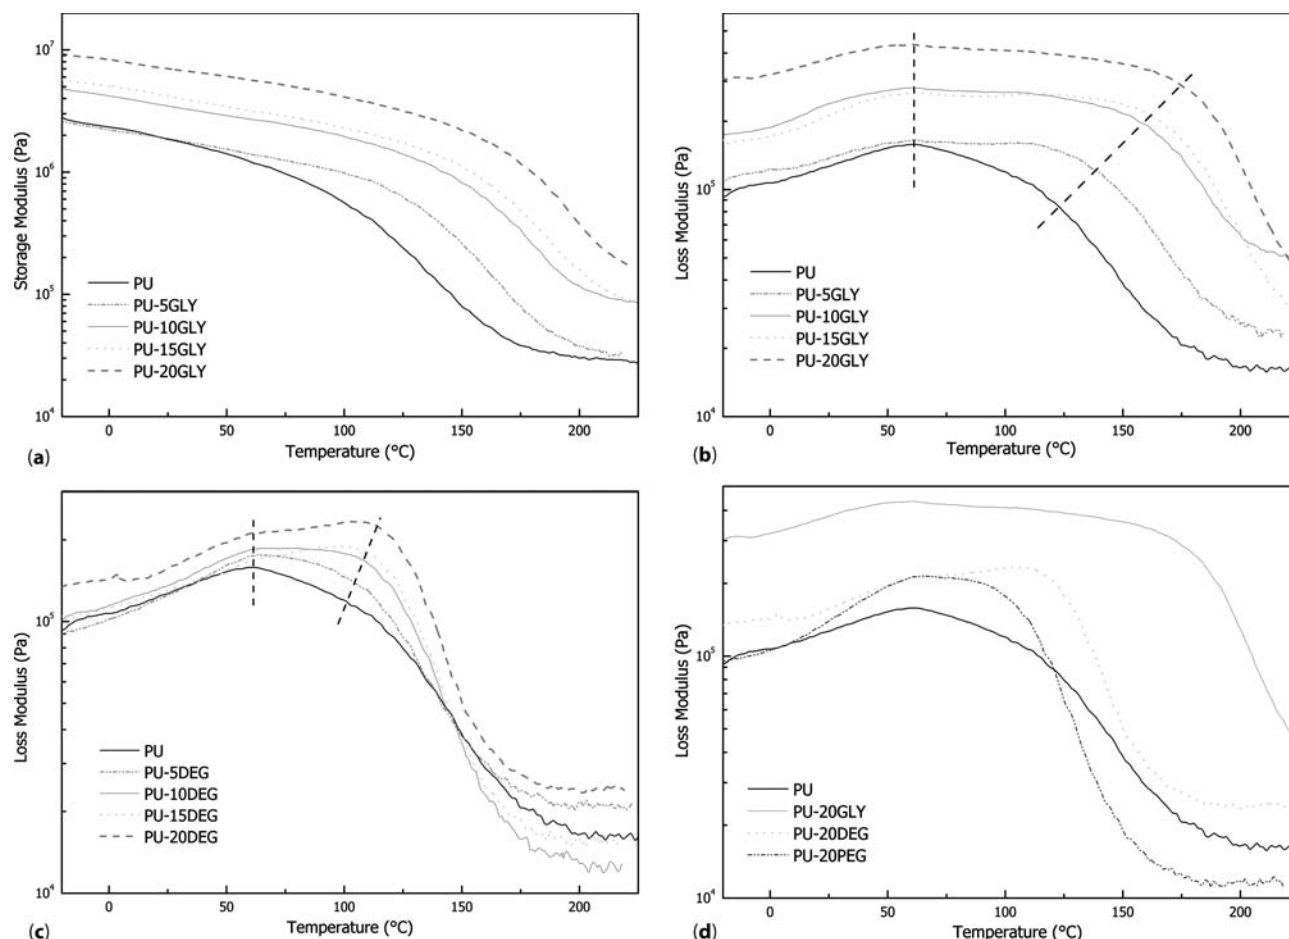 10⁷
10⁶
10⁵
10⁴
Storage Modulus (Pa)
PU
PU-5GLY
PU-10GLY
PU-15GLY
PU-20GLY
0 50 100 150 200
Temperature (°C)
(a)
10⁵
10⁴
Loss Modulus (Pa)
PU
PU-5GLY
PU-10GLY
PU-15GLY
PU-20GLY
0 50 100 150 200
Temperature (°C)
(b)
10⁵
10⁴
Loss Modulus (Pa)
PU
PU-5DEG
PU-10DEG
PU-15DEG
PU-20DEG
0 50 100 150 200
Temperature (°C)
(c)
10⁵
10⁴
Loss Modulus (Pa)
PU
PU-20GLY
PU-20DEG
PU-20PEG
0 50 100 150 200
Temperature (°C)
(d)